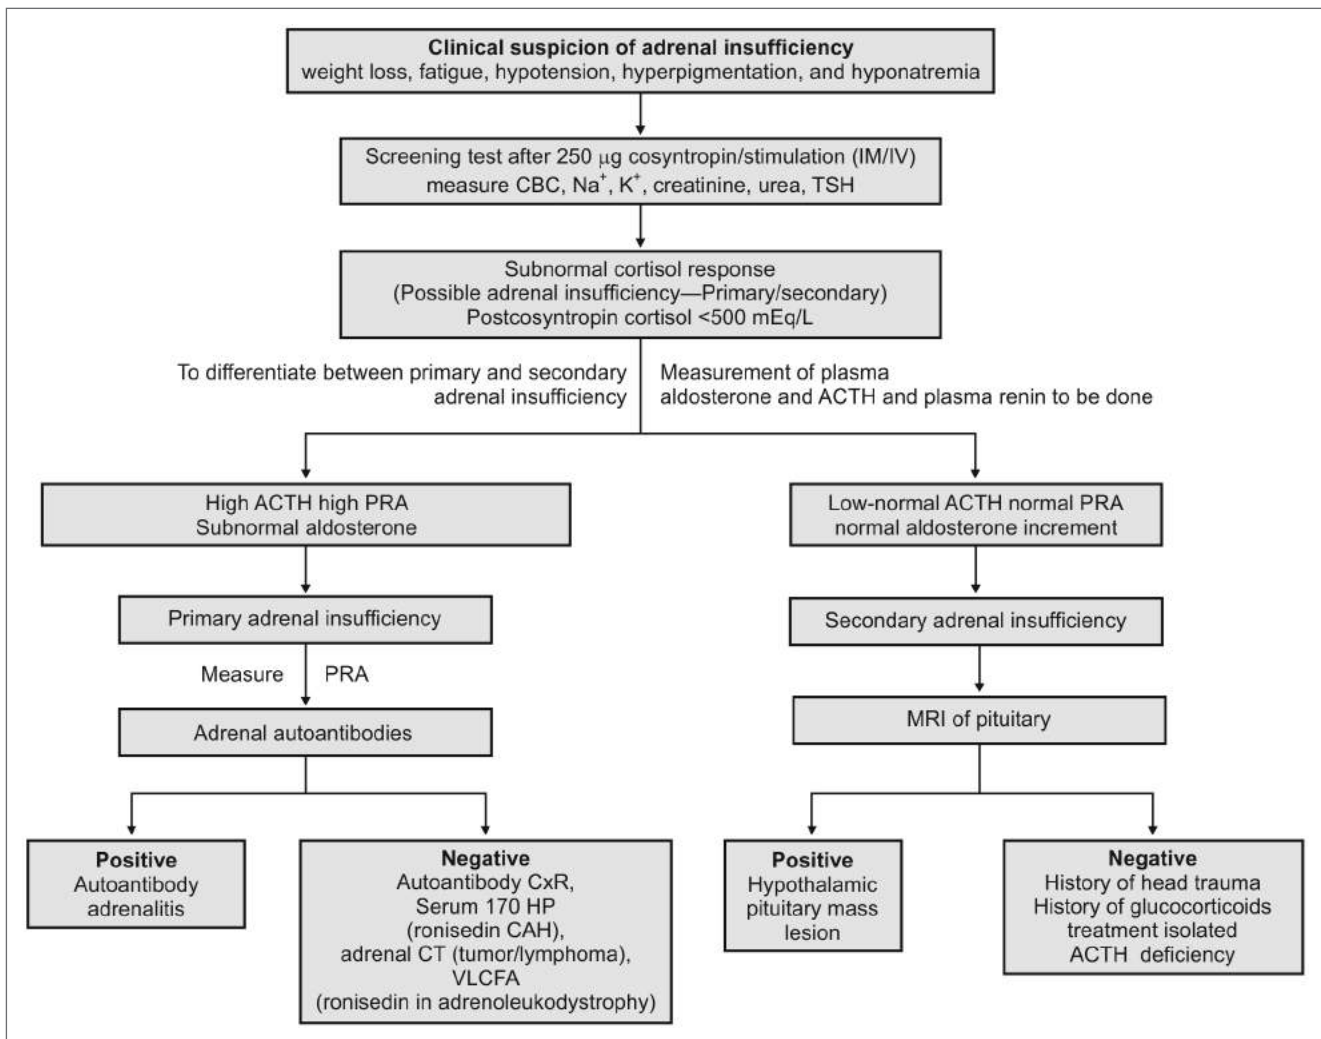 Clinical suspicion of adrenal insufficiency
weight loss, fatigue, hypotension, hyperpigmentation, and hyponatremia
Screening test after 250 μg cosyntropin/stimulation (IM/IV)
measure CBC, Na⁺, K⁺, creatinine, urea, TSH
Subnormal cortisol response
(Possible adrenal insufficiency—Primary/secondary)
Postcosyntropin cortisol <500 mEq/L
To differentiate between primary and secondary
adrenal insufficiency
Measurement of plasma
aldosterone and ACTH and plasma renin to be done
High ACTH high PRA
Subnormal aldosterone
Low-normal ACTH normal PRA
normal aldosterone increment
Primary adrenal insufficiency
Secondary adrenal insufficiency
Measure PRA
Adrenal autoantibodies
MRI of pituitary
Positive
Autoantibody
adrenalitis
Negative
Autoantibody CxR,
Serum 170 HP
(ronisedin CAH),
adrenal CT (tumor/lymphoma),
VLCFA
(ronisedin in adrenoleukodystrophy)
Positive
Hypothalamic
pituitary mass
lesion
Negative
History of head trauma
History of glucocorticoids
treatment isolated
ACTH deficiency